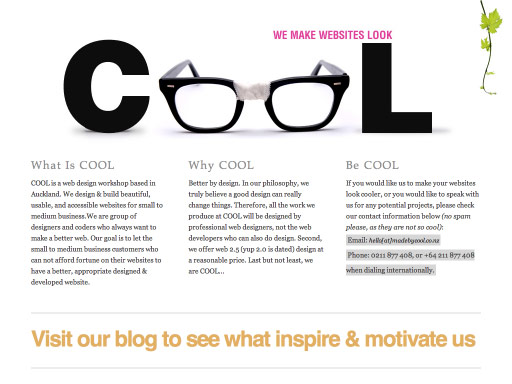 WE MAKE WEBSITES LOOK
COOL
What Is COOL
COOL is a web design workshop based in
Auckland. We design & build beautiful,
usable, and accessible websites for small to
medium business.We are group of
designers and coders who always want to
make a better web. Our goal is to let the
small to medium business customers who
can not afford fortune on their websites to
have a better, appropriate designed &
developed website.
Why COOL
Better by design. In our philosophy, we
truly believe a good design can really
change things. Therefore, all the work we
produce at COOL will be designed by
professional web designers, not the web
developers who can also do design. Second,
we offer web 2.5 (yup 2.0 is dated) design at
a reasonable price. Last but not least, we
are COOL...
Be COOL
If you would like us to make your websites
look cooler, or you would like to speak with
us for any potential projects, please check
our contact information below (no spam
please, as they are not so cool):
Email: hello[at]madebycool.co.nz
Phone: 0211 877 408, or +64 211 877 408
when dialing internationally.
Visit our blog to see what inspire & motivate us